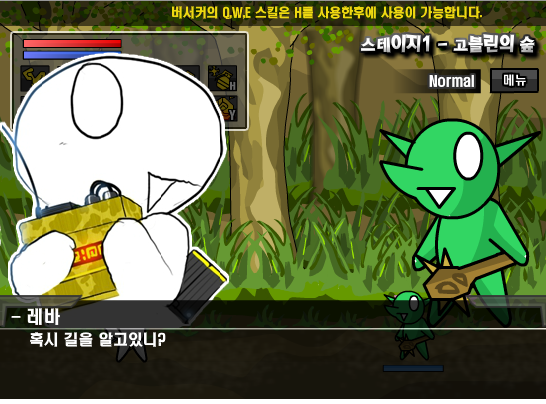 버서커의 Q,W,E 스킬은 H를 사용한후에 사용이 가능합니다.
스테이지1 - 고블린의 숲
Normal
메뉴
H
Y
- 레바
혹시 길을 알고있니?